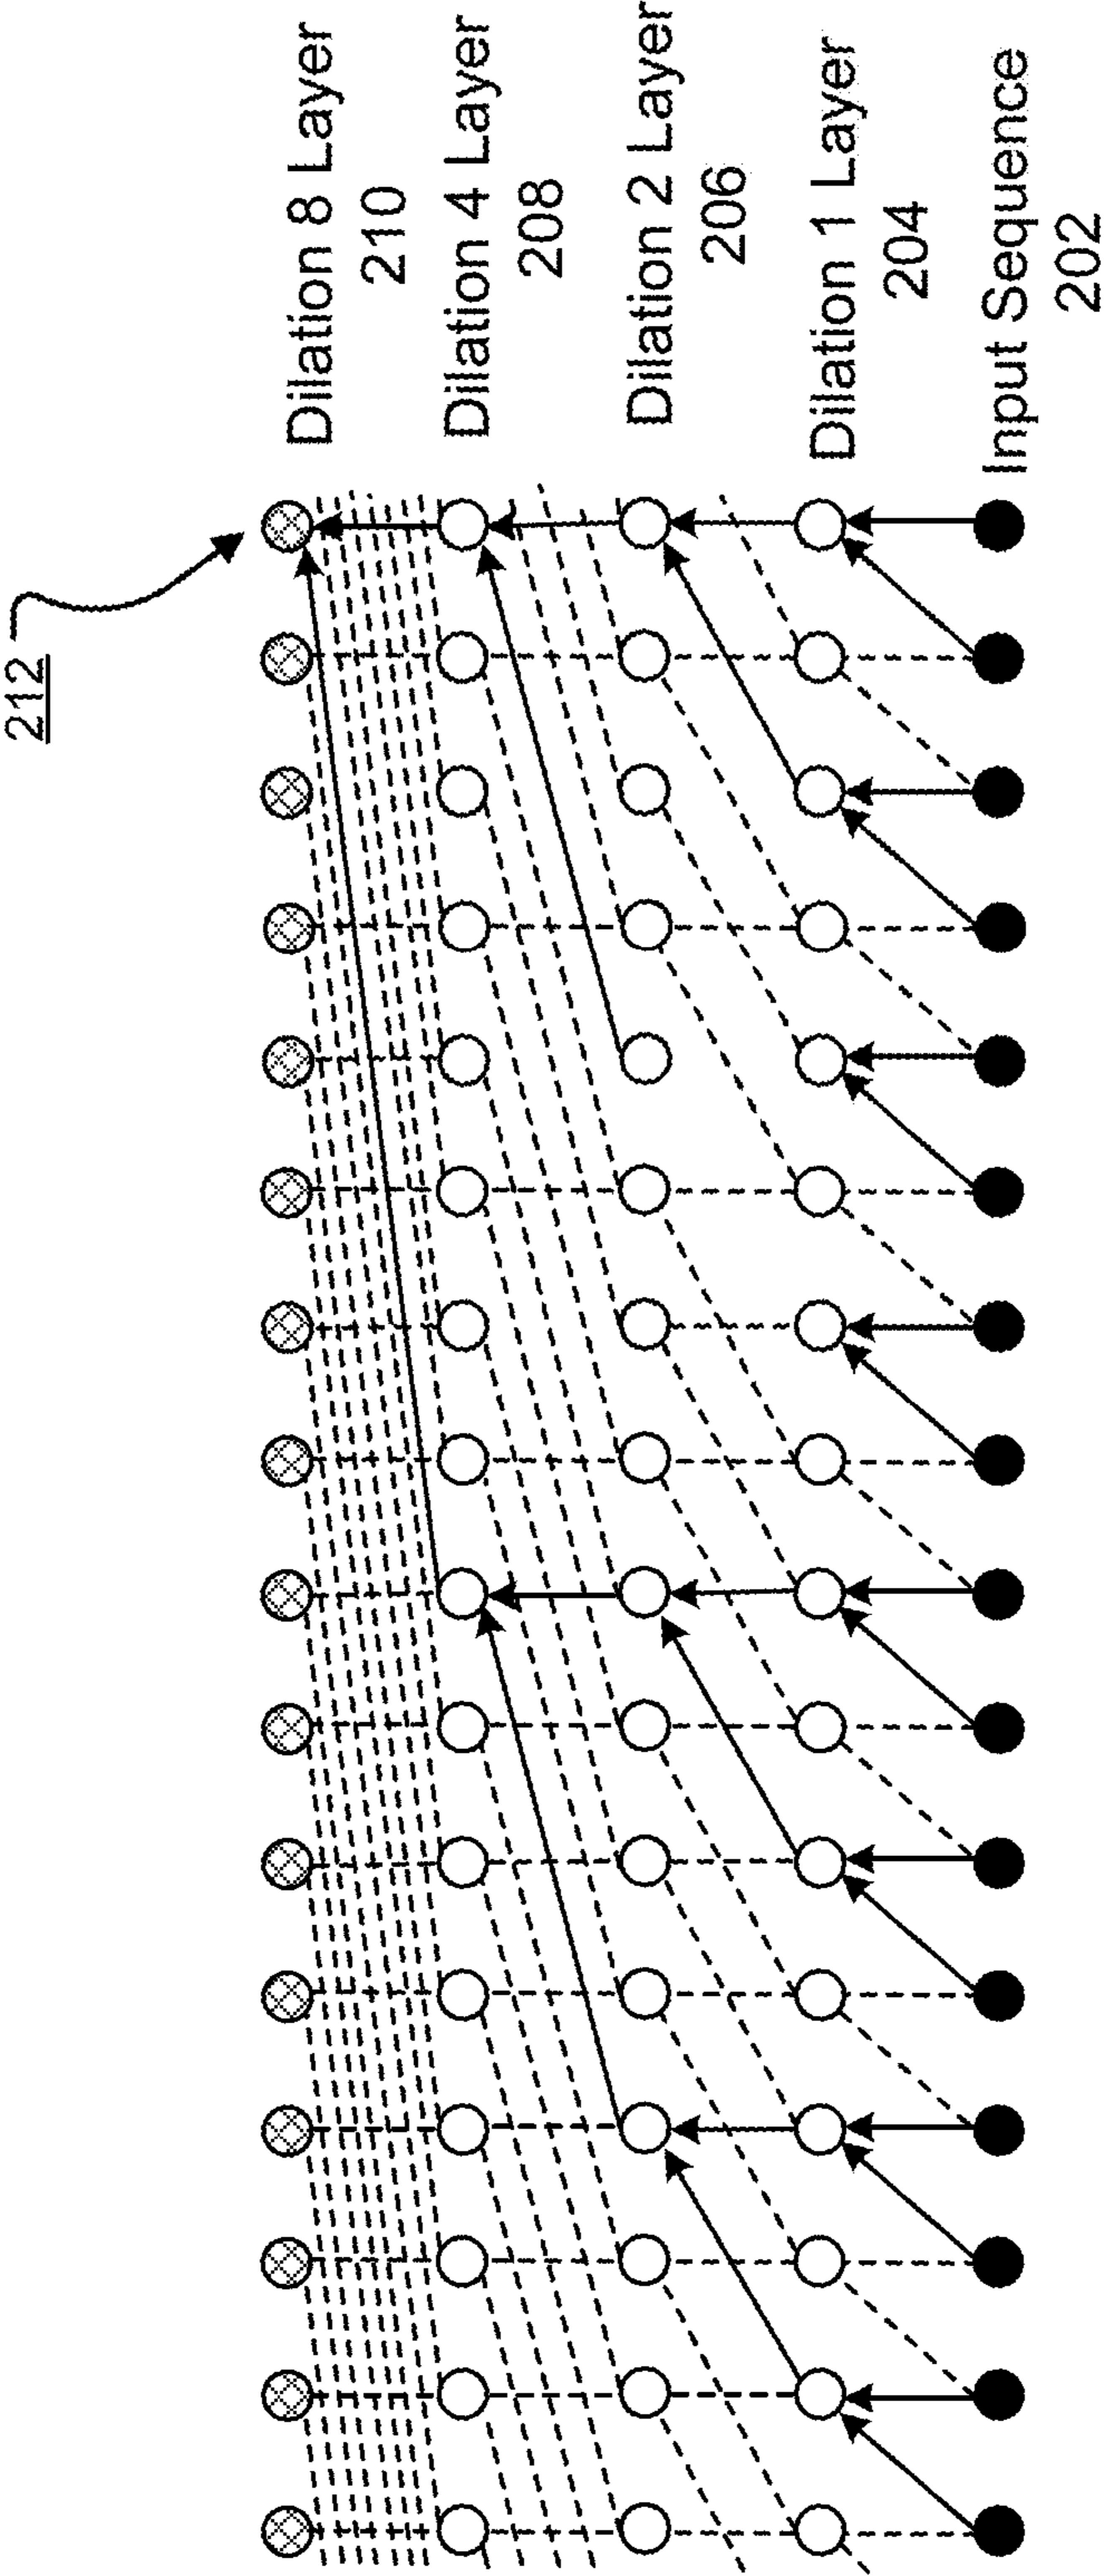 212
Dilation 8 Layer
210
Dilation 4 Layer
208
Dilation 2 Layer
206
Dilation 1 Layer
204
Input Sequence
202